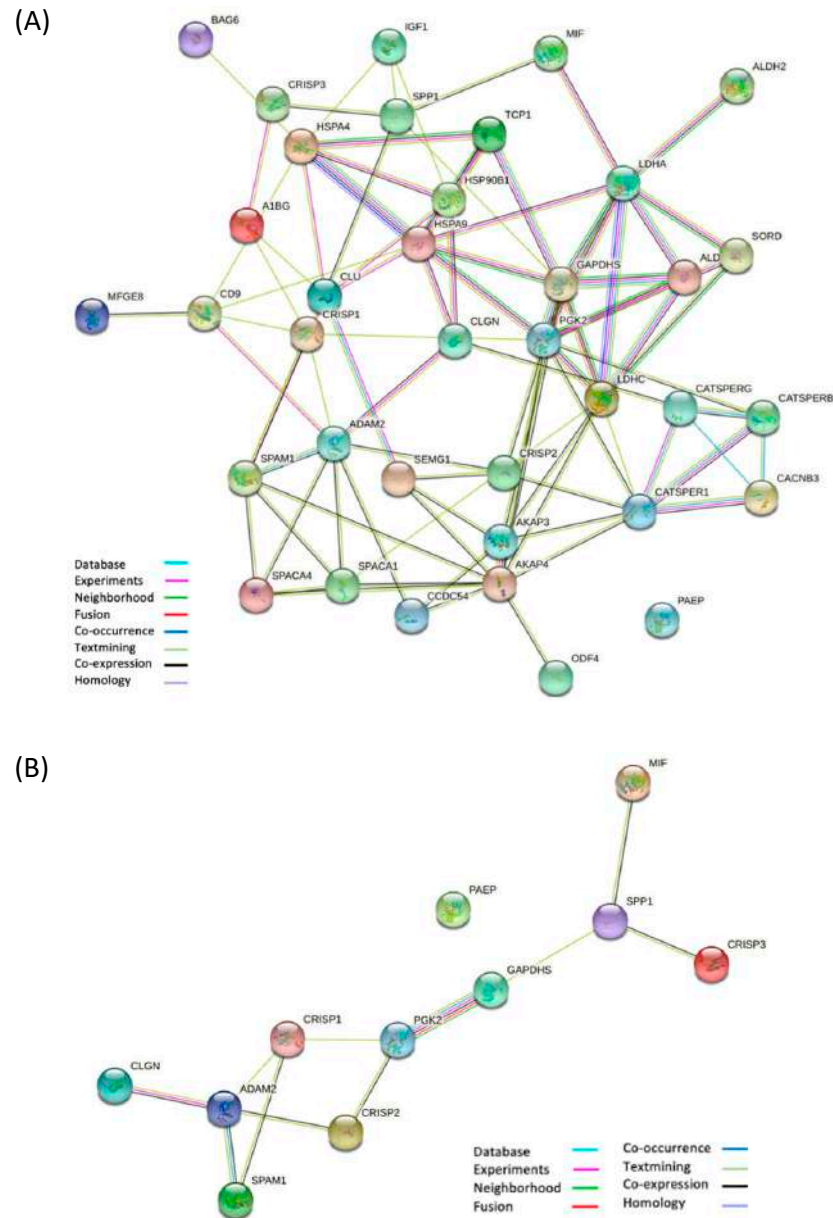 (A)
BAG6
IGF1
MIF
ALDH2
CRISP3
SPP1
TCP1
HSPA4
LDHA
HSP90B1
A1BG
HSPA9
SORD
GAPDHS
ALD
CLU
MFGE8
CD9
CRISP1
CLGN
PGK2
LDHC
CATSPERG
CATSPERB
ADAM2
CRISP2
SEMG1
SPAM1
CACNB3
CATSPER1
AKAP3
SPACA4
SPACA1
AKAP4
CCDC54
PAEP
ODF4
Database
Experiments
Neighborhood
Fusion
Co-occurrence
Textmining
Co-expression
Homology
(B)
MIF
PAEP
SPP1
CRISP3
GAPDHS
CRISP1
PGK2
CLGN
ADAM2
CRISP2
SPAM1
Database
Experiments
Neighborhood
Fusion
Co-occurrence
Textmining
Co-expression
Homology